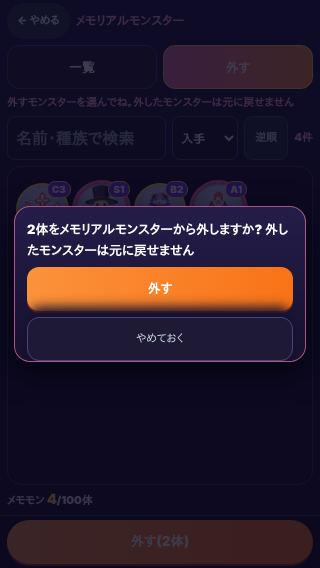 ← やめる メモリアルモンスター
一覧 外す
外すモンスターを選んでね。外したモンスターは元に戻せません
名前・種族で検索 入手 逆順 4件
C3 S1 B2 A1
2体をメモリアルモンスターから外しますか? 外し
たモンスターは元に戻せません
外す
やめておく
メモモン 4/100体
外す(2体)